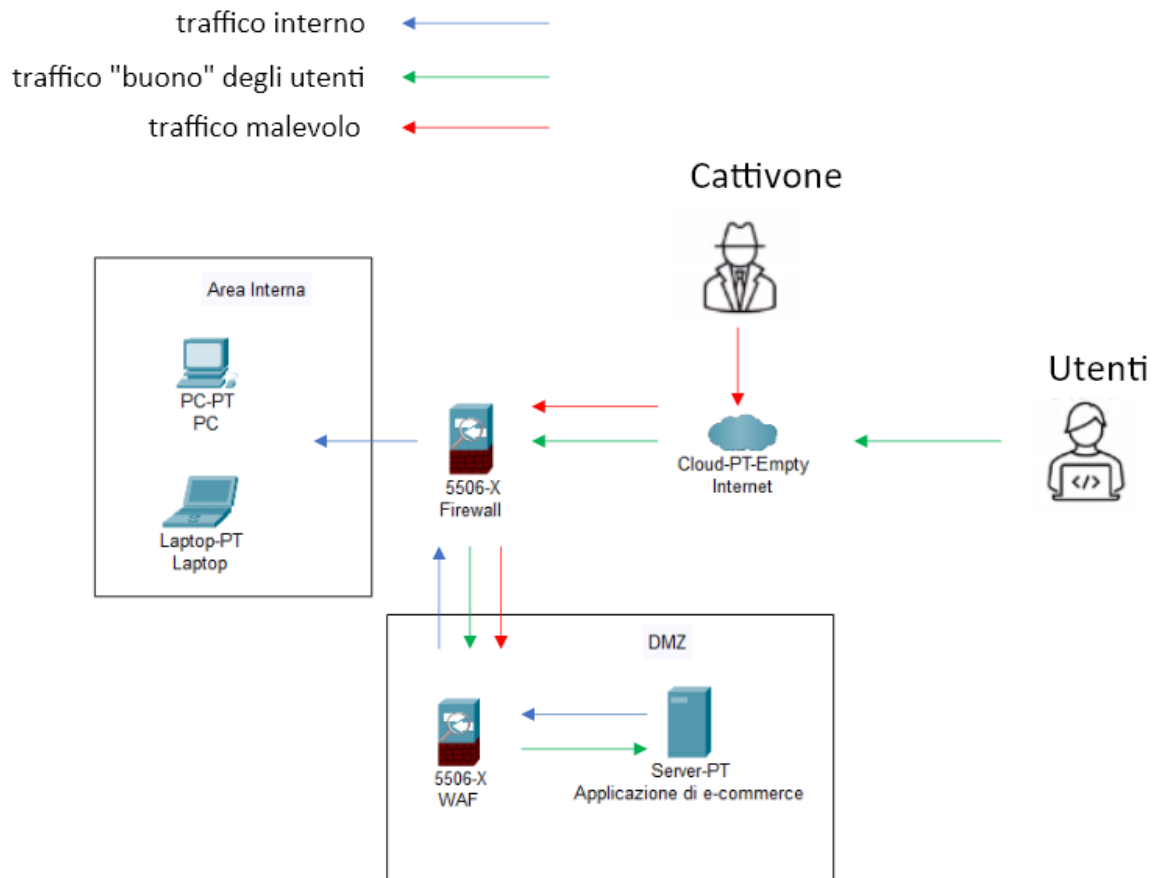 traffico interno
traffico "buono" degli utenti
traffico malevolo
Cattivone
Area Interna
Utenti
PC-PT
PC
Cloud-PT-Empty
Internet
5506-X
Firewall
Laptop-PT
Laptop
DMZ
5506-X
WAF
Server-PT
Applicazione di e-commerce